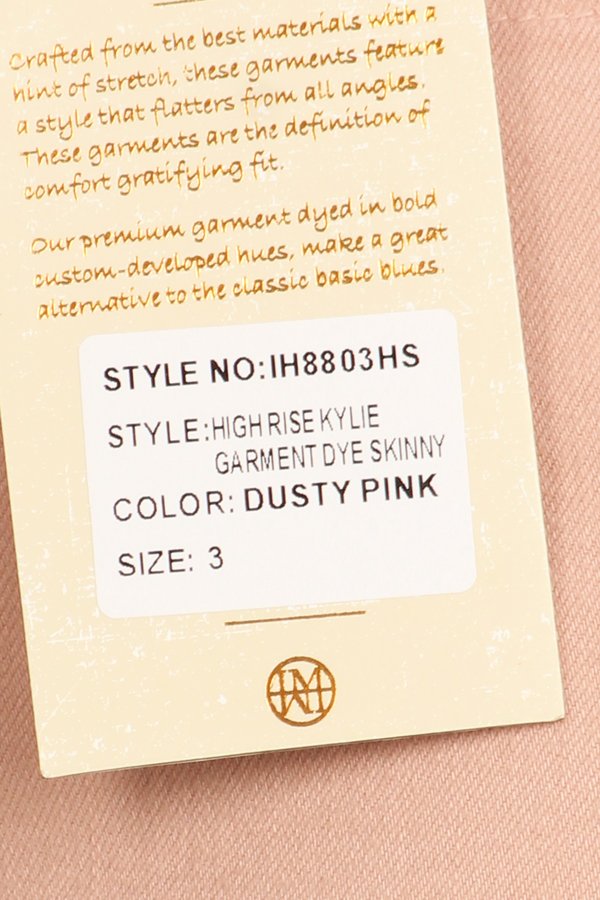 Crafted from the best materials with a
hint of stretch, these garments feature
a style that flatters from all angles.
These garments are the definition of
comfort gratifying fit.
Our premium garment dyed in bold
custom-developed hues, make a great
alternative to the classic basic blues.
STYLE NO:IH8803HS
STYLE:HIGH RISE KYLIE
GARMENT DYE SKINNY
COLOR: DUSTY PINK
SIZE: 3